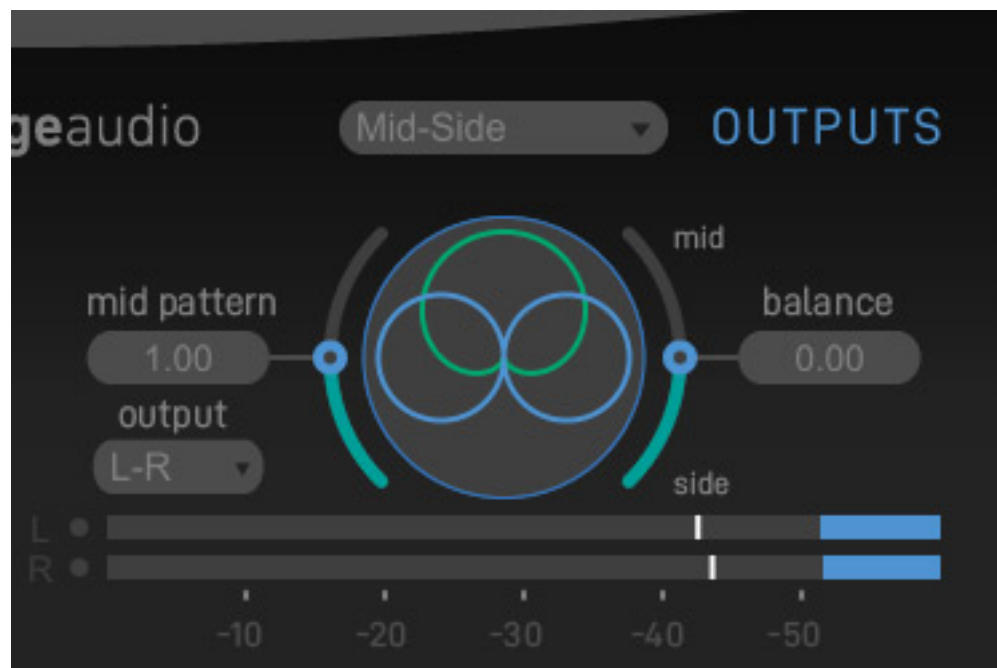 geaudio Mid-Side OUTPUTS
mid
mid pattern balance
1.00 0.00
output
L-R
side
L
R
-10 -20 -30 -40 -50